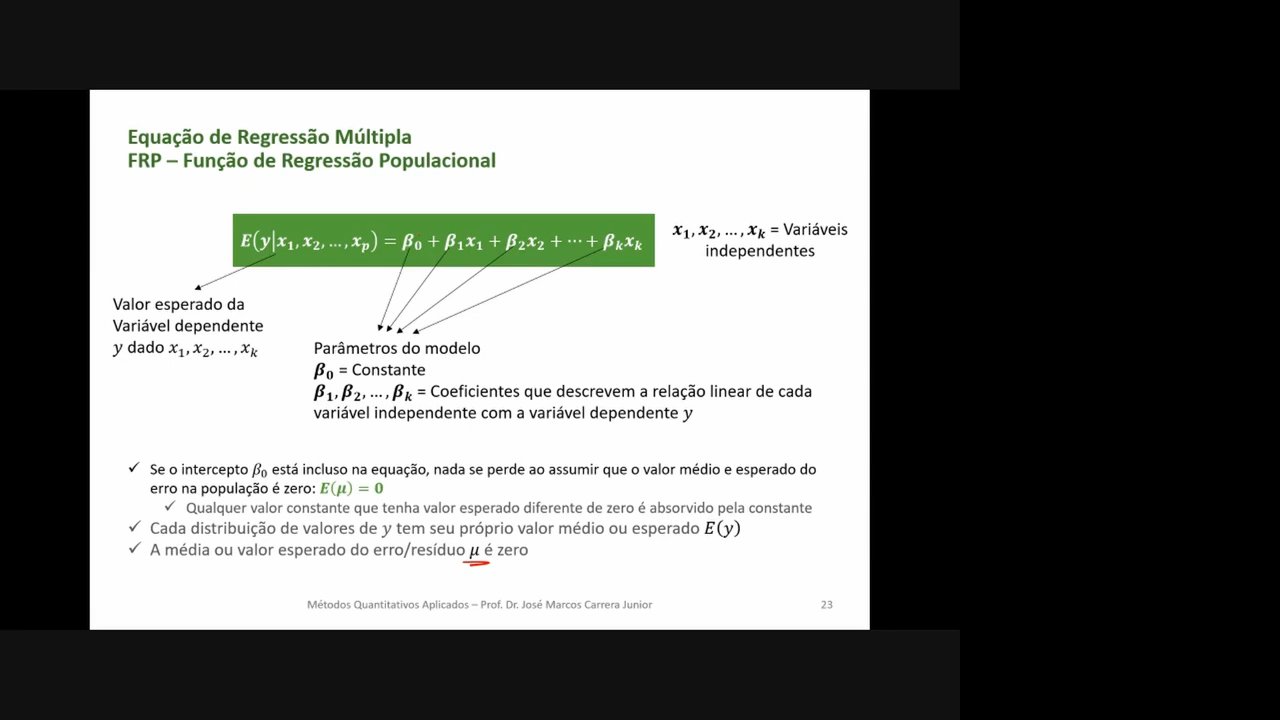 Equação de Regressão Múltipla
FRP – Função de Regressão Populacional
E(y|x₁, x₂, …, xₚ) = β₀ + β₁x₁ + β₂x₂ + ⋯ + βₖxₖ
x₁, x₂, …, xₖ = Variáveis
independentes
Valor esperado da
Variável dependente
y dado x₁, x₂, …, xₖ
Parâmetros do modelo
β₀ = Constante
β₁, β₂, …, βₖ = Coeficientes que descrevem a relação linear de cada
variável independente com a variável dependente y
✓ Se o intercepto β₀ está incluso na equação, nada se perde ao assumir que o valor médio e esperado do
erro na população é zero: E(μ) = 0
✓ Qualquer valor constante que tenha valor esperado diferente de zero é absorvido pela constante
✓ Cada distribuição de valores de y tem seu próprio valor médio ou esperado E(y)
✓ A média ou valor esperado do erro/resíduo μ é zero
Métodos Quantitativos Aplicados – Prof. Dr. José Marcos Carrera Junior
23